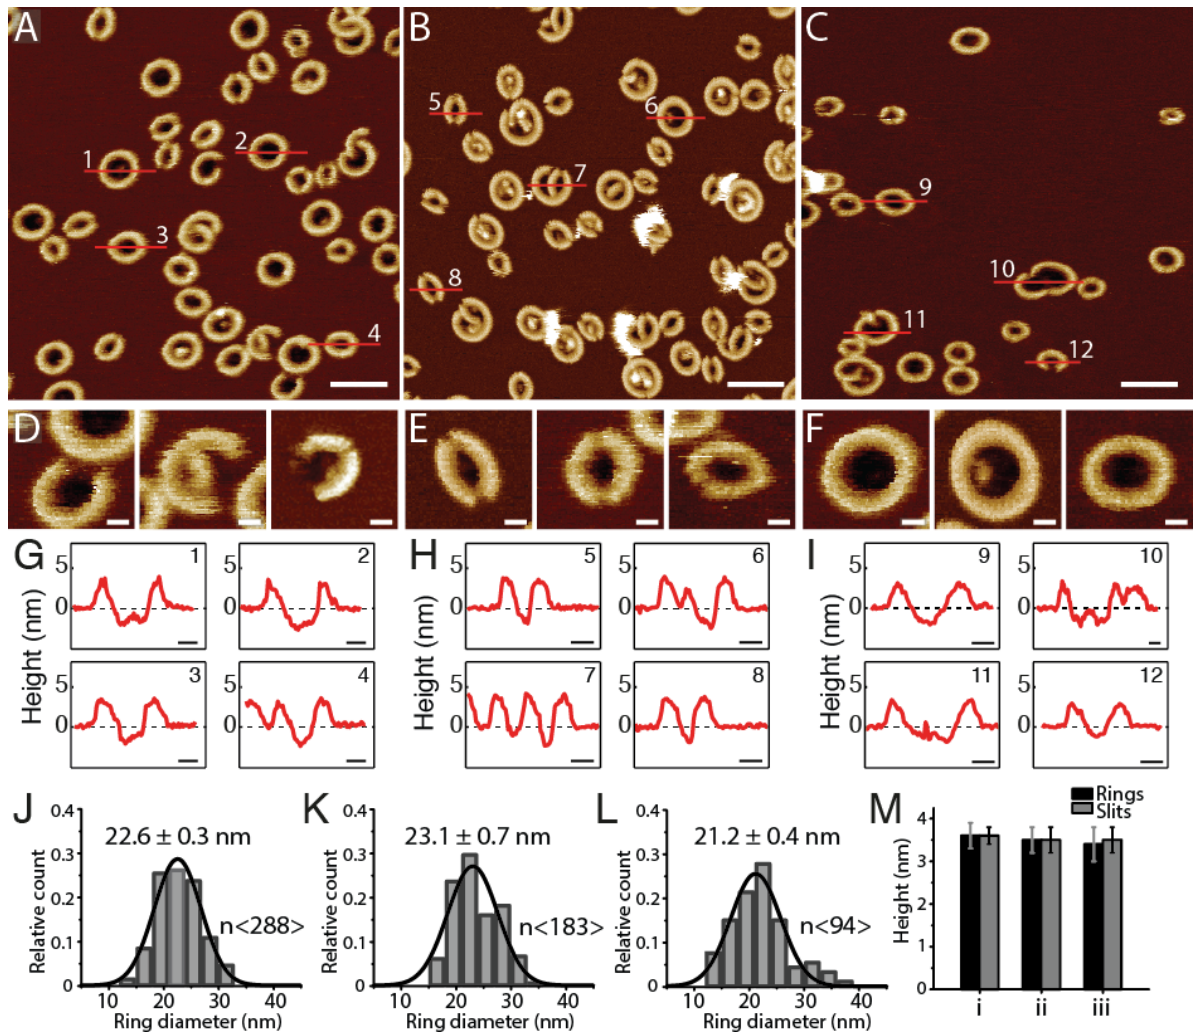 A B C
5 6
1 2
7
3
9
8
10
4
11
12
D E F
G H I
1 2 5 6 9 10
5 5 5
0 0 0
3 4 7 8 11 12
5 5 5
0 0 0
Height (nm) Height (nm) Height (nm)
J K L M
Rings
Slits
0.4 0.4 0.4
22.6 ± 0.3 nm 23.1 ± 0.7 nm 21.2 ± 0.4 nm
0.3 0.3 0.3
n<288> n<183> n<94>
0.2 0.2 0.2
0.1 0.1 0.1
0 0 0
Relative count Relative count Relative count
10 20 30 40 10 20 30 40 10 20 30 40
Ring diameter (nm) Ring diameter (nm) Ring diameter (nm)
4
3
2
1
0
Height (nm)
i ii iii